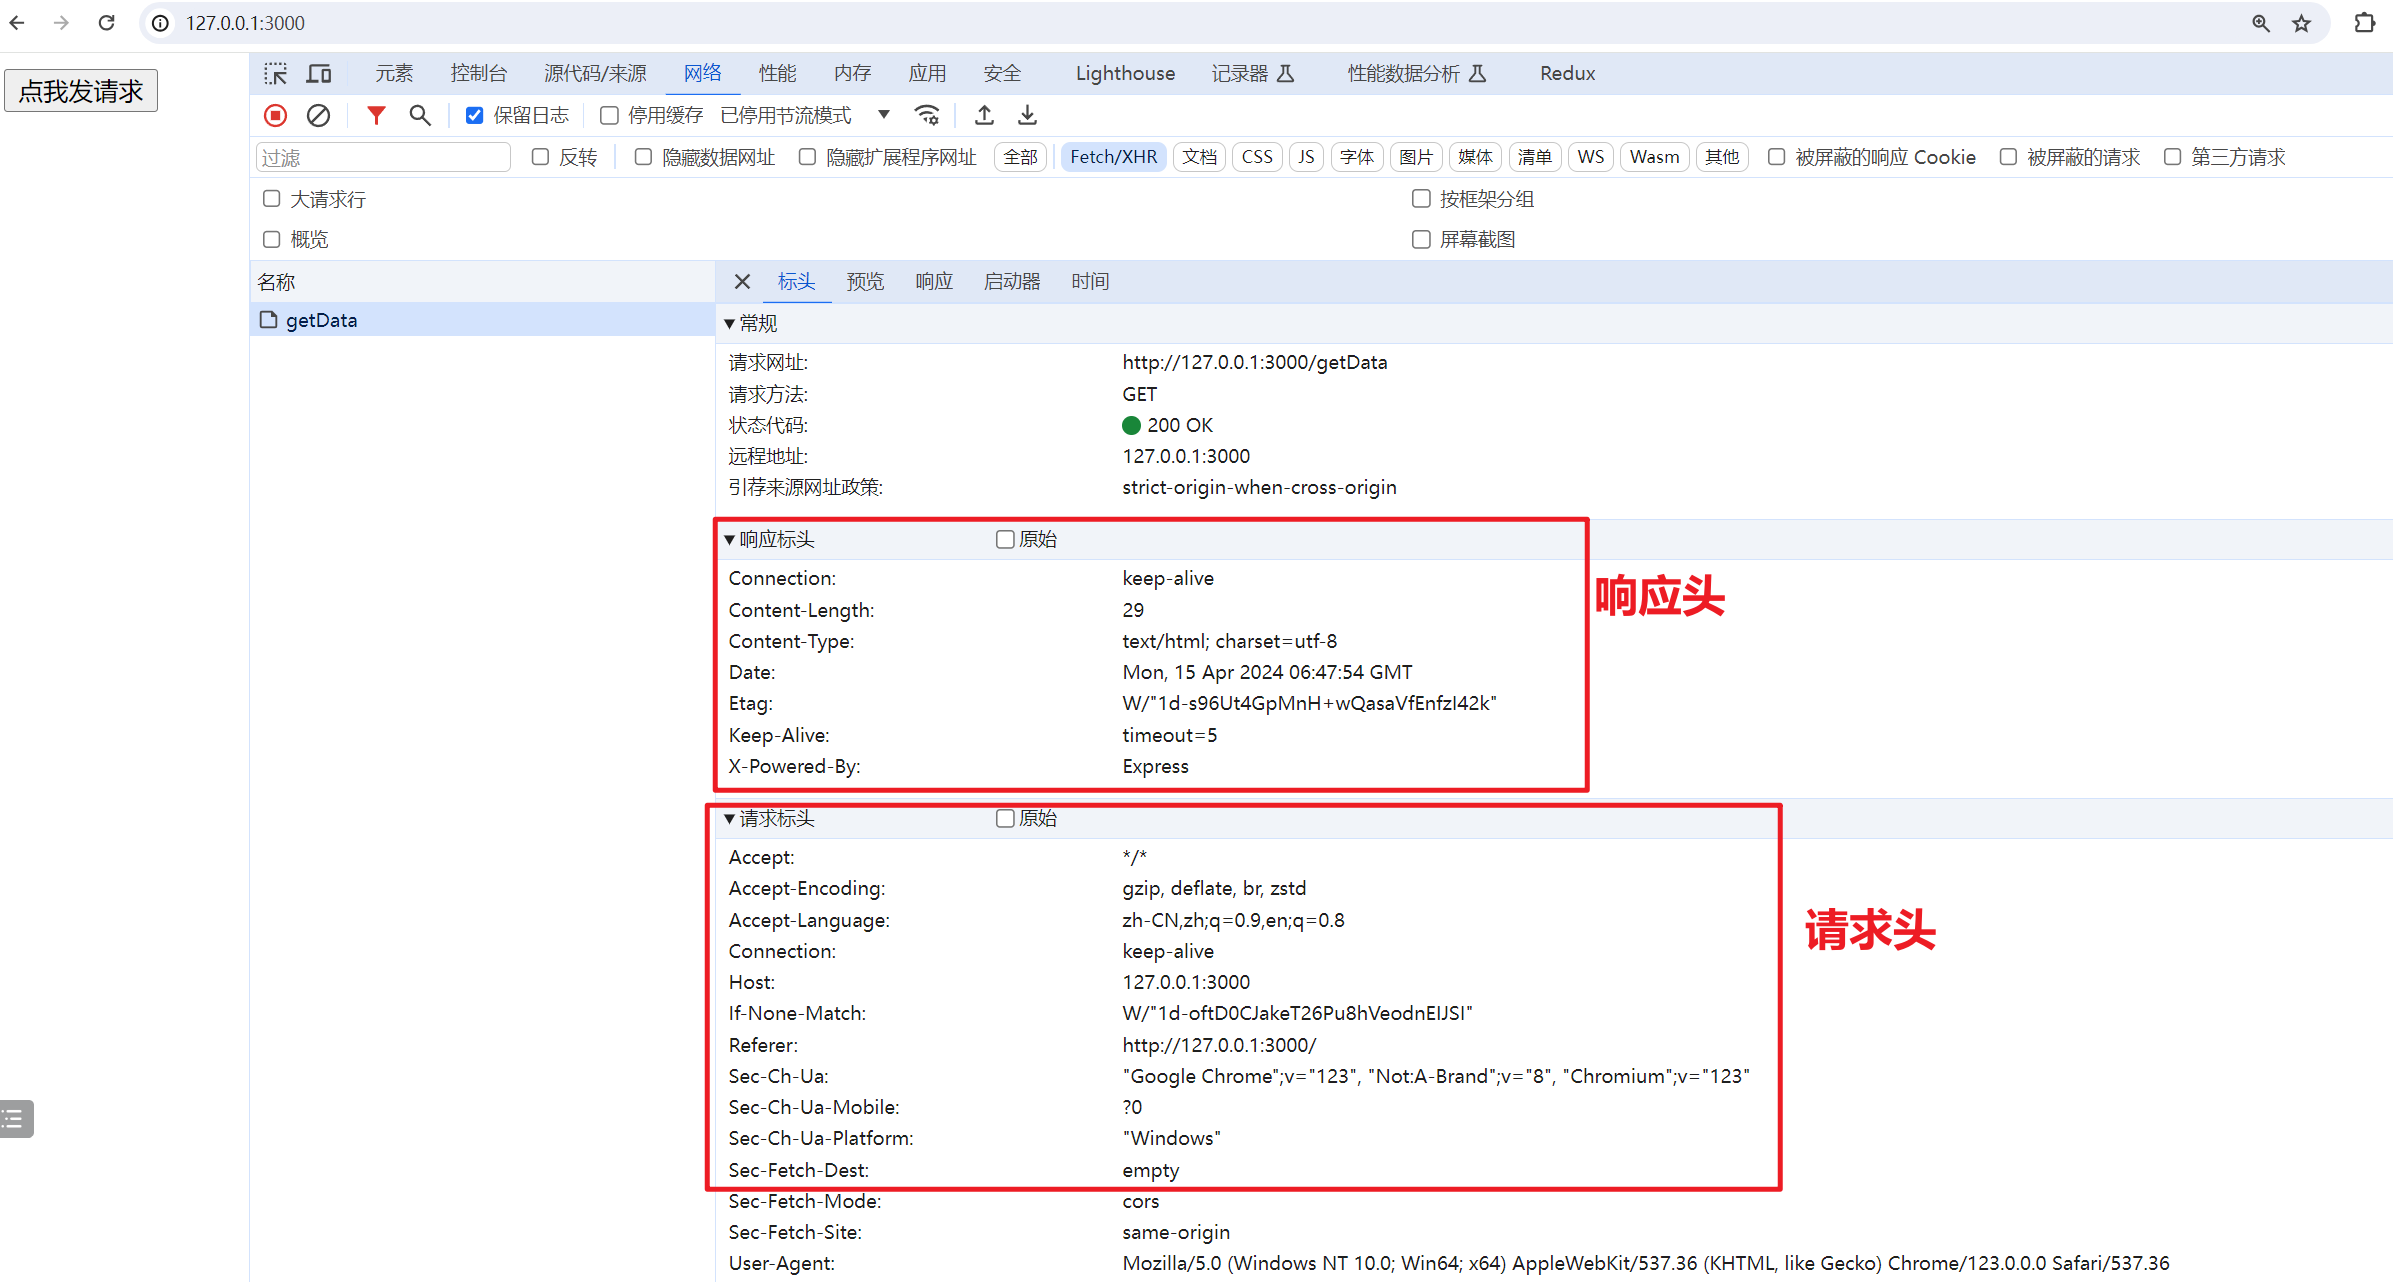 127.0.0.1:3000
点我发请求
元素 控制台 源代码/来源 网络 性能 内存 应用 安全 Lighthouse 记录器 性能数据分析 Redux
保留日志 停用缓存 已停用节流模式
过滤 反转 隐藏数据网址 隐藏扩展程序网址 全部 Fetch/XHR 文档 CSS JS 字体 图片 媒体 清单 WS Wasm 其他 被屏蔽的响应 Cookie 被屏蔽的请求 第三方请求
大请求行 按框架分组
概览 屏幕截图
名称 标头 预览 响应 启动器 时间
getData
常规
请求网址: http://127.0.0.1:3000/getData
请求方法: GET
状态代码: 200 OK
远程地址: 127.0.0.1:3000
引荐来源网址政策: strict-origin-when-cross-origin
响应标头 原始
Connection: keep-alive
响应头
Content-Length: 29
Content-Type: text/html; charset=utf-8
Date: Mon, 15 Apr 2024 06:47:54 GMT
Etag: W/"1d-s96Ut4GpMnH+wQasaVfEnfzI42k"
Keep-Alive: timeout=5
X-Powered-By: Express
请求标头 原始
Accept: */*
Accept-Encoding: gzip, deflate, br, zstd
Accept-Language: zh-CN,zh;q=0.9,en;q=0.8
请求头
Connection: keep-alive
Host: 127.0.0.1:3000
If-None-Match: W/"1d-oftD0CJakeT26Pu8hVeodnEIJSI"
Referer: http://127.0.0.1:3000/
Sec-Ch-Ua: "Google Chrome";v="123", "Not:A-Brand";v="8", "Chromium";v="123"
Sec-Ch-Ua-Mobile: ?0
Sec-Ch-Ua-Platform: "Windows"
Sec-Fetch-Dest: empty
Sec-Fetch-Mode: cors
Sec-Fetch-Site: same-origin
User-Agent: Mozilla/5.0 (Windows NT 10.0; Win64; x64) AppleWebKit/537.36 (KHTML, like Gecko) Chrome/123.0.0.0 Safari/537.36